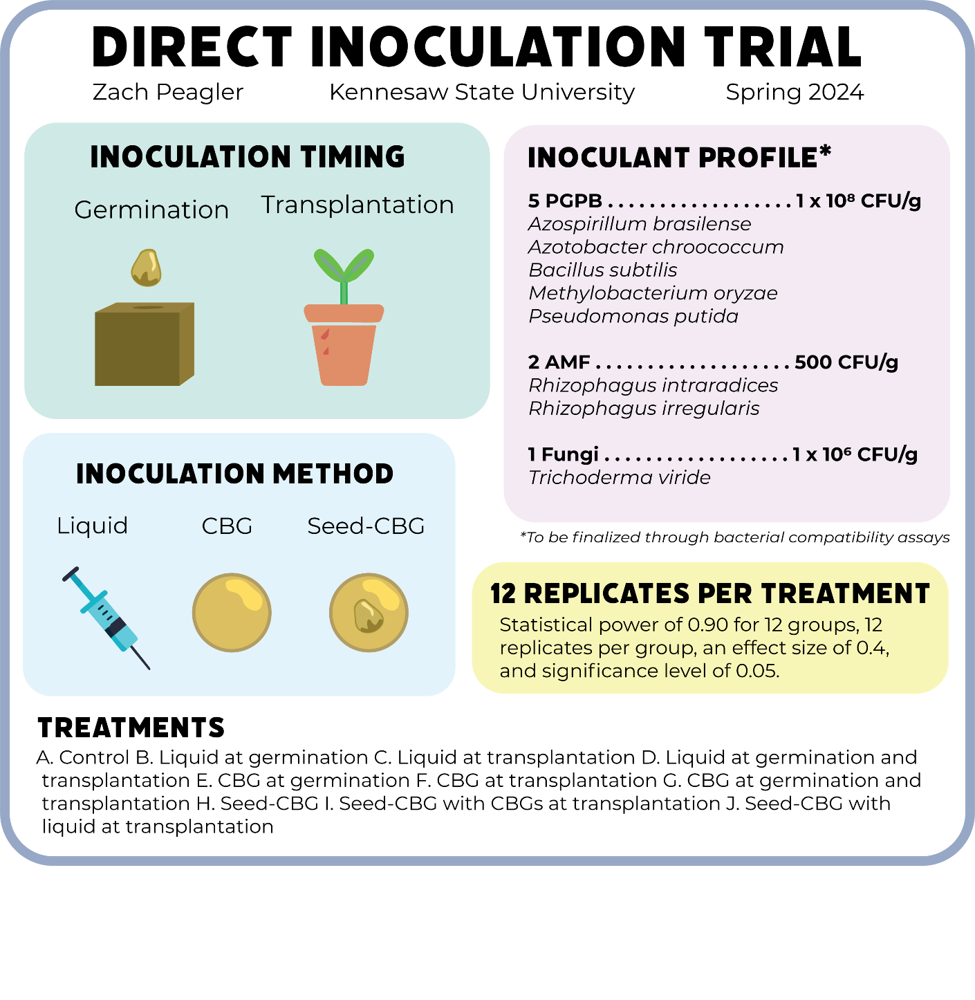 DIRECT INOCULATION TRIAL
Zach Peagler Kennesaw State University Spring 2024
INOCULATION TIMING
Germination Transplantation
INOCULATION METHOD
Liquid CBG Seed-CBG
INOCULANT PROFILE*
5 PGPB . . . . . . . . . . . . . . . . . . 1 x 10⁸ CFU/g
Azospirillum brasilense
Azotobacter chroococcum
Bacillus subtilis
Methylobacterium oryzae
Pseudomonas putida
2 AMF . . . . . . . . . . . . . . . . . . . 500 CFU/g
Rhizophagus intraradices
Rhizophagus irregularis
1 Fungi . . . . . . . . . . . . . . . . . . 1 x 10⁶ CFU/g
Trichoderma viride
*To be finalized through bacterial compatibility assays
12 REPLICATES PER TREATMENT
Statistical power of 0.90 for 12 groups, 12
replicates per group, an effect size of 0.4,
and significance level of 0.05.
TREATMENTS
A. Control B. Liquid at germination C. Liquid at transplantation D. Liquid at germination and
transplantation E. CBG at germination F. CBG at transplantation G. CBG at germination and
transplantation H. Seed-CBG I. Seed-CBG with CBGs at transplantation J. Seed-CBG with
liquid at transplantation